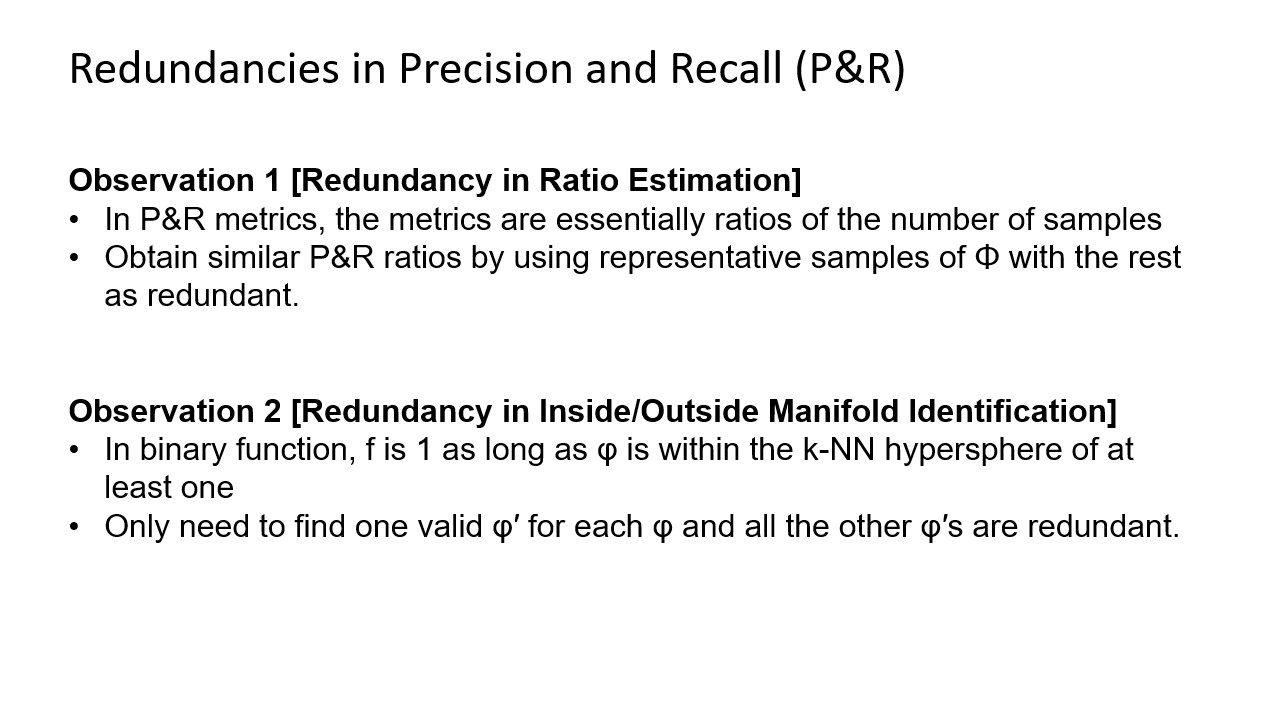 Redundancies in Precision and Recall (P&R)
Observation 1 [Redundancy in Ratio Estimation]
• In P&R metrics, the metrics are essentially ratios of the number of samples
• Obtain similar P&R ratios by using representative samples of Φ with the rest
as redundant.
Observation 2 [Redundancy in Inside/Outside Manifold Identification]
• In binary function, f is 1 as long as φ is within the k-NN hypersphere of at
least one
• Only need to find one valid φ′ for each φ and all the other φ′s are redundant.